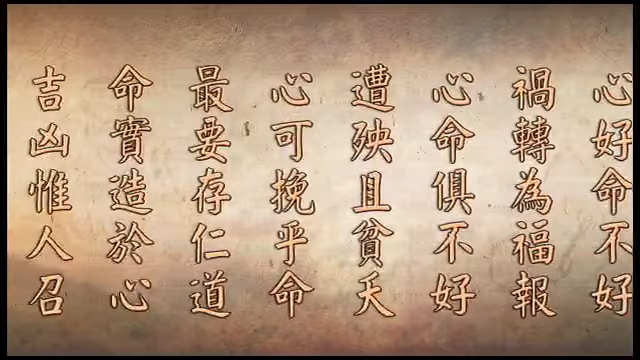 心好命不好
禍轉為福報
心命俱不好
遭殃且貧夭
心可挽乎命
最要存仁道
命實造於心
吉凶惟人召